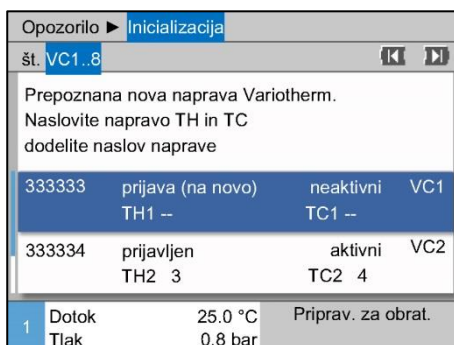 Opozorilo ► Inicializacija
št. VC1..8
Prepoznana nova naprava Variotherm.
Naslovite napravo TH in TC
dodelite naslov naprave
333333 prijava (na novo) neaktivni VC1
TH1 -- TC1 --
333334 prijavljen aktivni VC2
TH2 3 TC2 4
1 Dotok 25.0 °C Priprav. za obrat.
Tlak 0.8 bar